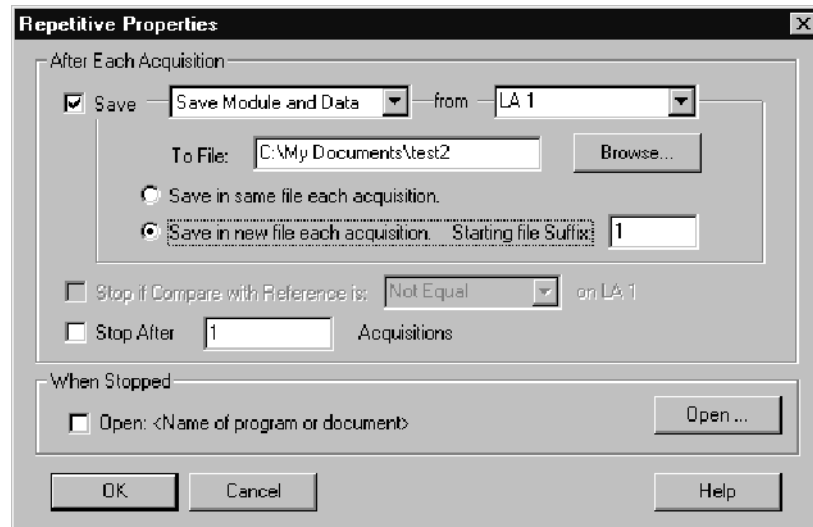 Repetitive Properties
After Each Acquisition
Save Save Module and Data from LA 1
To File: C:\My Documents\test2 Browse...
Save in same file each acquisition.
Save in new file each acquisition. Starting file Suffix: 1
Stop if Compare with Reference is: Not Equal on LA 1
Stop After 1 Acquisitions
When Stopped
Open: <Name of program or document> Open ...
OK Cancel Help